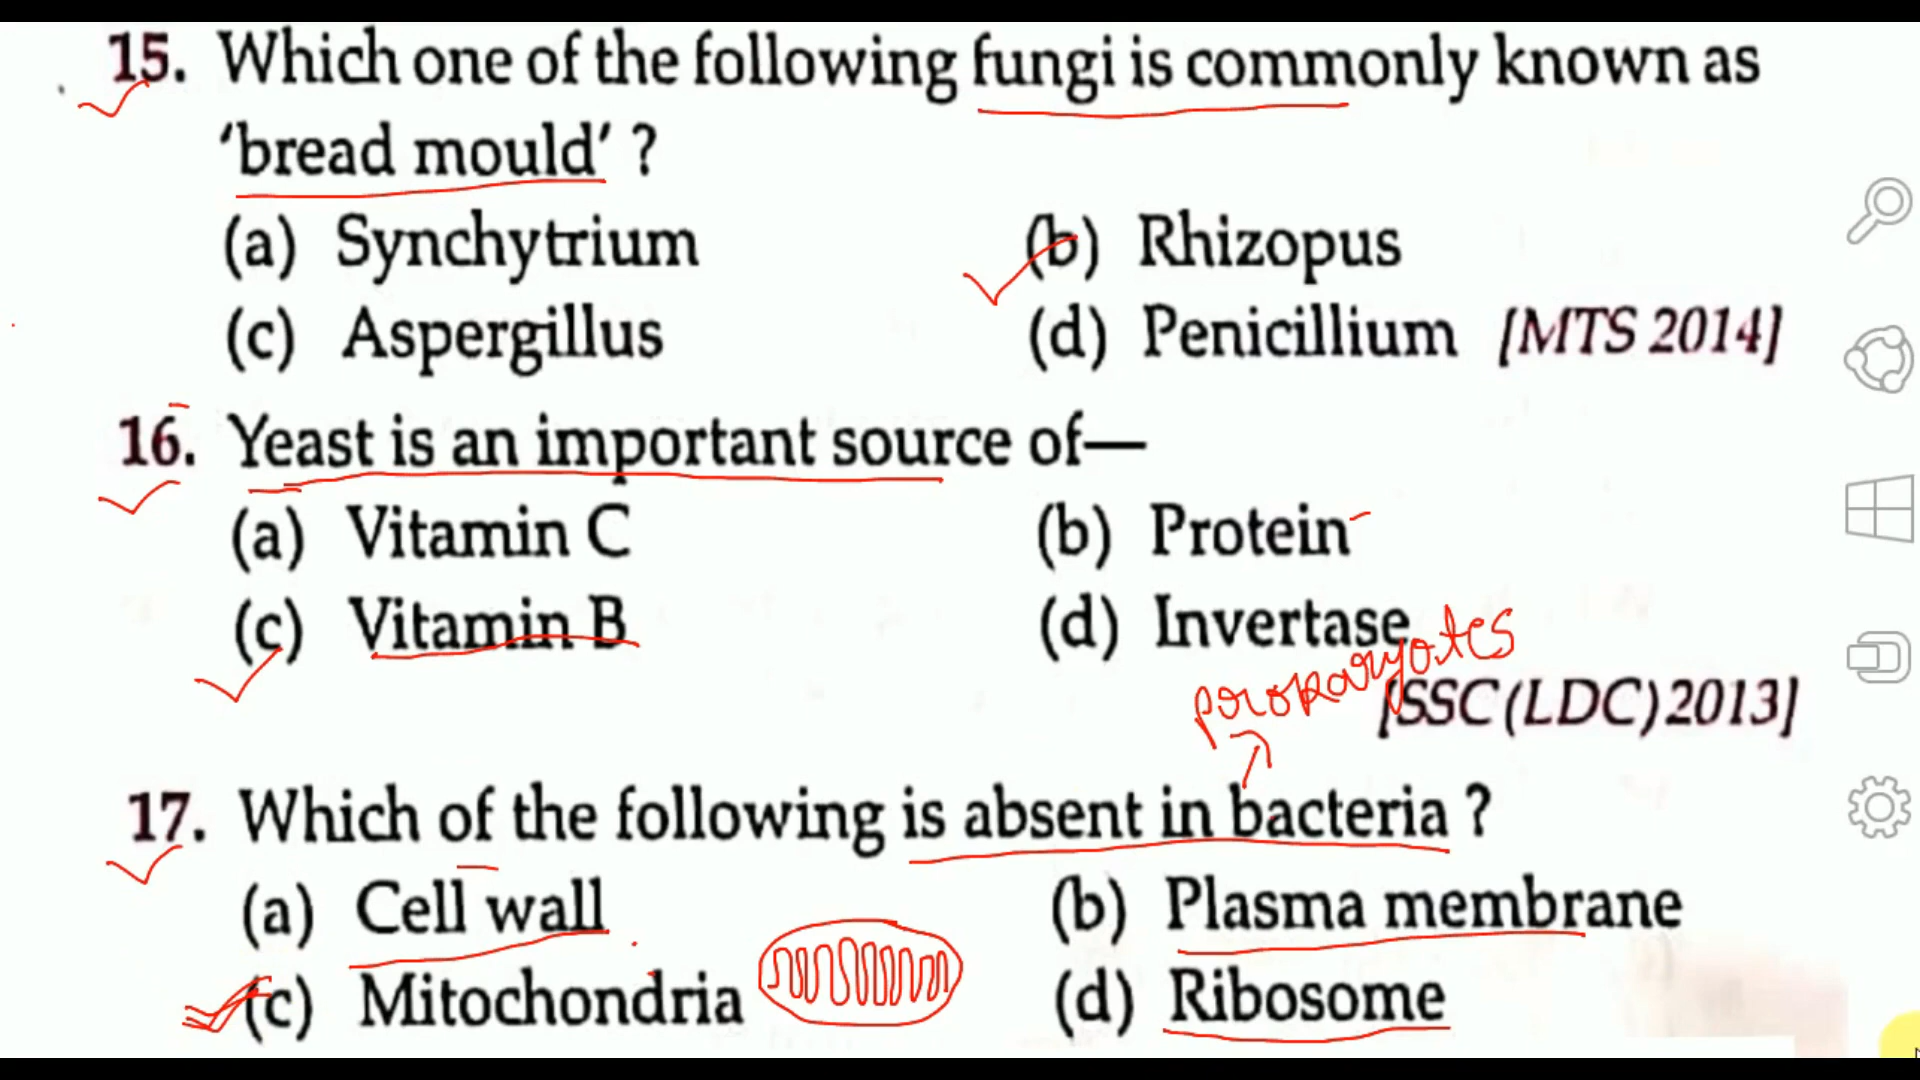 15. Which one of the following fungi is commonly known as
‘bread mould’ ?
(a) Synchytrium (b) Rhizopus
(c) Aspergillus (d) Penicillium [MTS 2014]
16. Yeast is an important source of—
(a) Vitamin C (b) Protein
(c) Vitamin B (d) Invertase
prokaryotes
[SSC (LDC) 2013]
17. Which of the following is absent in bacteria ?
(a) Cell wall (b) Plasma membrane
(c) Mitochondria (d) Ribosome